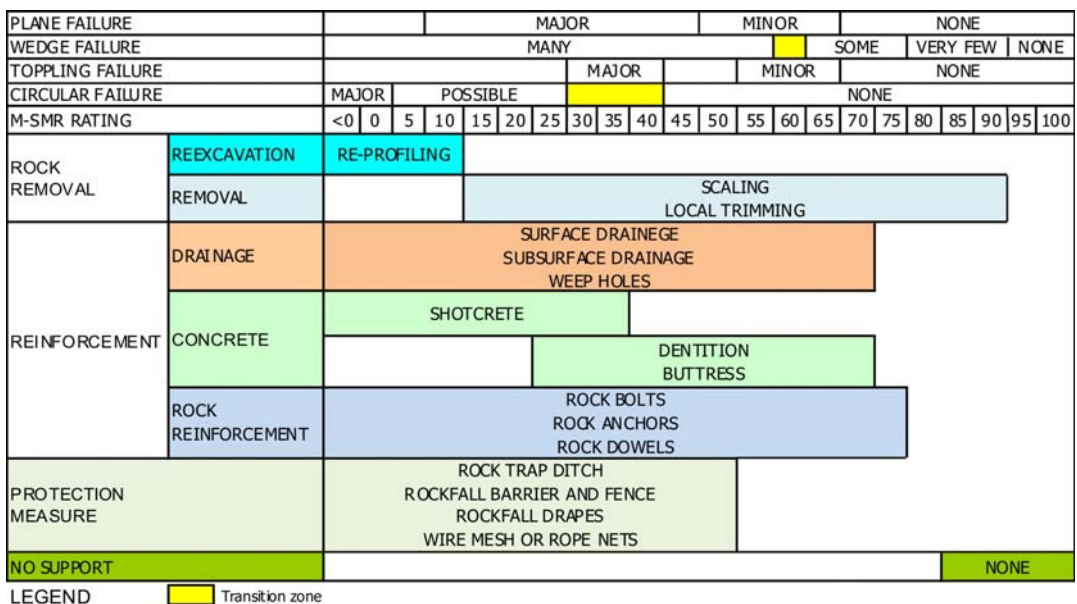 PLANE FAILURE MAJOR MINOR NONE
WEDGE FAILURE MANY SOME VERY FEW NONE
TOPPLING FAILURE MAJOR MINOR NONE
CIRCULAR FAILURE MAJOR POSSIBLE NONE
M-SMR RATING <0 0 5 10 15 20 25 30 35 40 45 50 55 60 65 70 75 80 85 90 95 100
ROCK
REMOVAL
REEXCAVATION RE-PROFILING
REMOVAL
SCALING
LOCAL TRIMMING
REINFORCEMENT
DRAINAGE
SURFACE DRAINEGE
SUBSURFACE DRAINAGE
WEEP HOLES
CONCRETE
SHOTCRETE
DENTITION
BUTTRESS
ROCK
REINFORCEMENT
ROCK BOLTS
ROCK ANCHORS
ROCK DOWELS
PROTECTION
MEASURE
ROCK TRAP DITCH
ROCKFALL BARRIER AND FENCE
ROCKFALL DRAPES
WIRE MESH OR ROPE NETS
NO SUPPORT NONE
LEGEND Transition zone